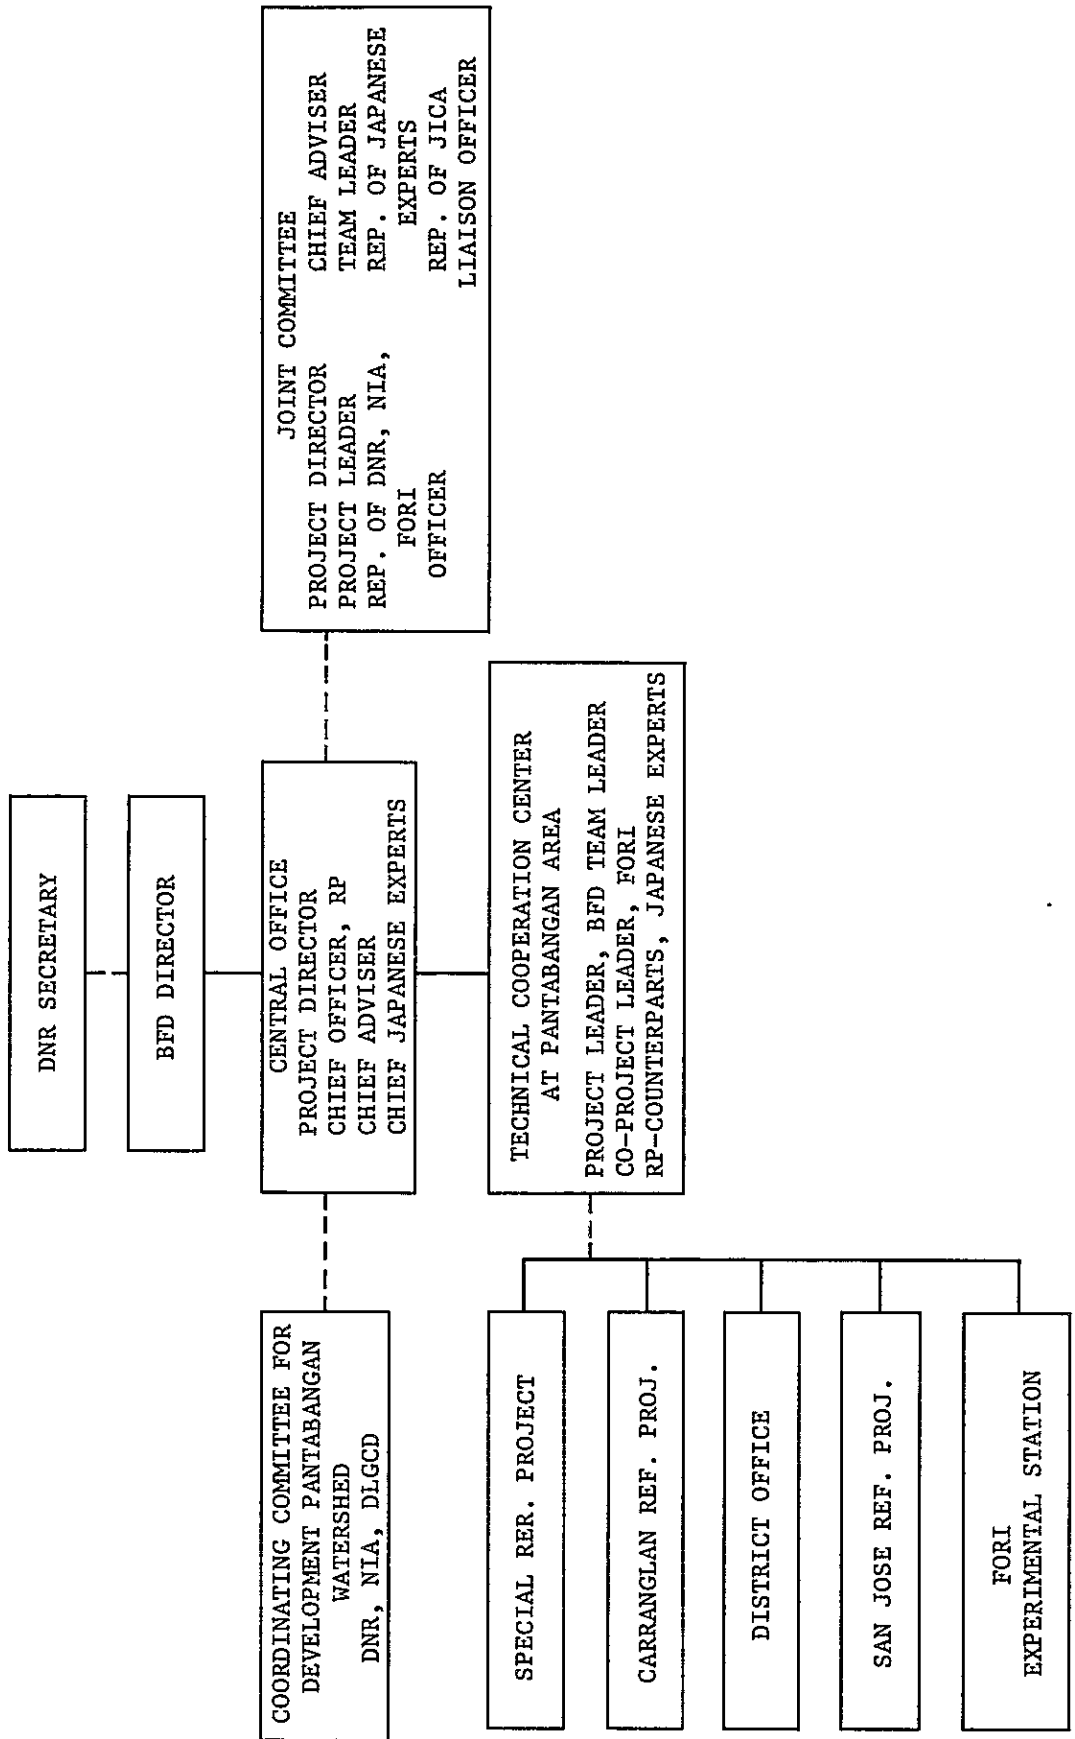 DNR SECRETARY
BFD DIRECTOR
COORDINATING COMMITTEE FOR
DEVELOPMENT PANTABANGAN
WATERSHED
DNR, NIA, DLGCD
CENTRAL OFFICE
PROJECT DIRECTOR
CHIEF OFFICER, RP
CHIEF ADVISER
CHIEF JAPANESE EXPERTS
JOINT COMMITTEE
PROJECT DIRECTOR CHIEF ADVISER
PROJECT LEADER TEAM LEADER
REP. OF DNR, NIA, REP. OF JAPANESE
FORI EXPERTS
OFFICER REP. OF JICA
LIAISON OFFICER
TECHNICAL COOPERATION CENTER
AT PANTABANGAN AREA
PROJECT LEADER, BFD TEAM LEADER
CO-PROJECT LEADER, FORI
RP-COUNTERPARTS, JAPANESE EXPERTS
SPECIAL RER. PROJECT
CARRANGLAN REF. PROJ.
DISTRICT OFFICE
SAN JOSE REF. PROJ.
FORI
EXPERIMENTAL STATION